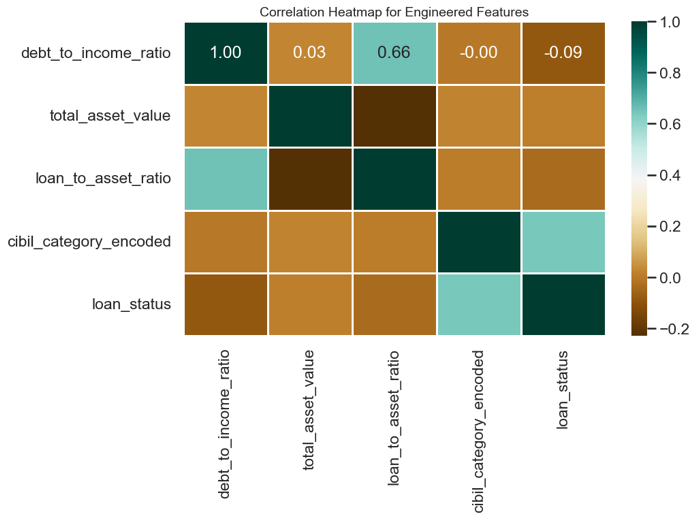 Correlation Heatmap for Engineered Features
debt_to_income_ratio
1.00 0.03 0.66 -0.00 -0.09
total_asset_value
loan_to_asset_ratio
cibil_category_encoded
loan_status
debt_to_income_ratio
total_asset_value
loan_to_asset_ratio
cibil_category_encoded
loan_status
1.0
0.8
0.6
0.4
0.2
0.0
−0.2